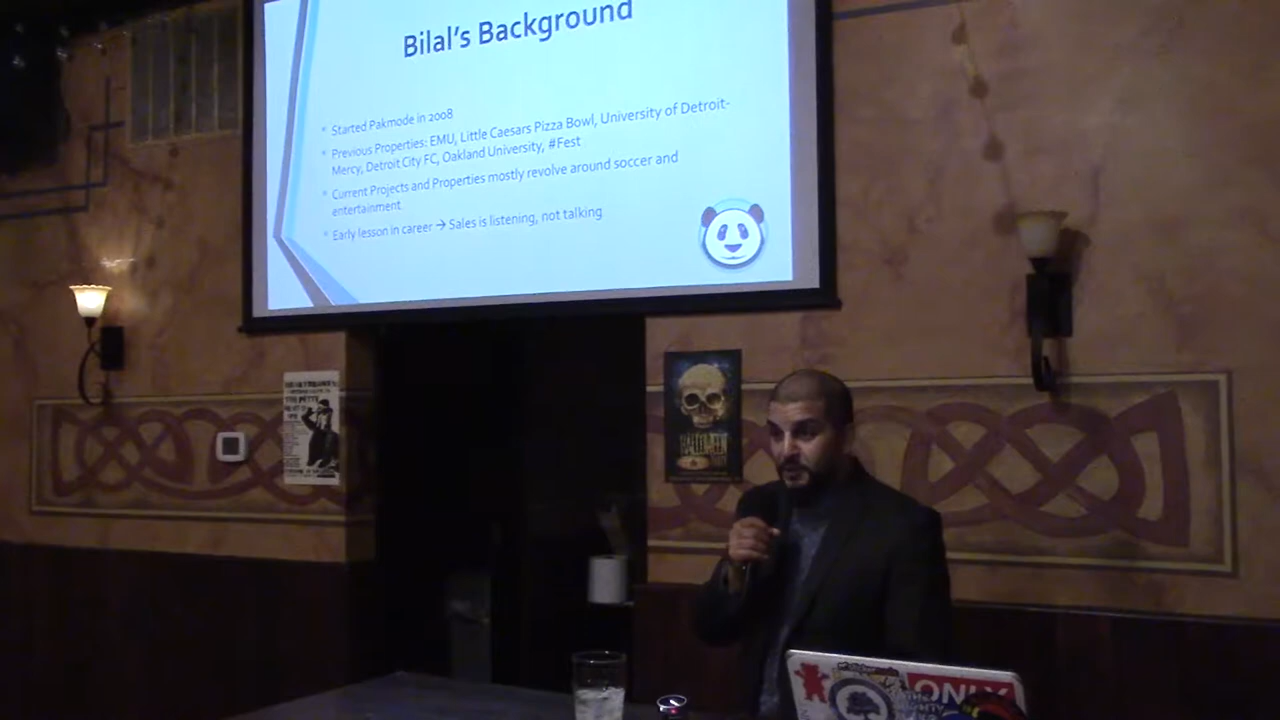 Bilal's Background
* Started Pakmode in 2008
* Previous Properties: EMU, Little Caesars Pizza Bowl, University of Detroit-
Mercy, Detroit City FC, Oakland University, #Fest
* Current Projects and Properties mostly revolve around soccer and
entertainment.
* Early lesson in career → Sales is listening, not talking
ONLY